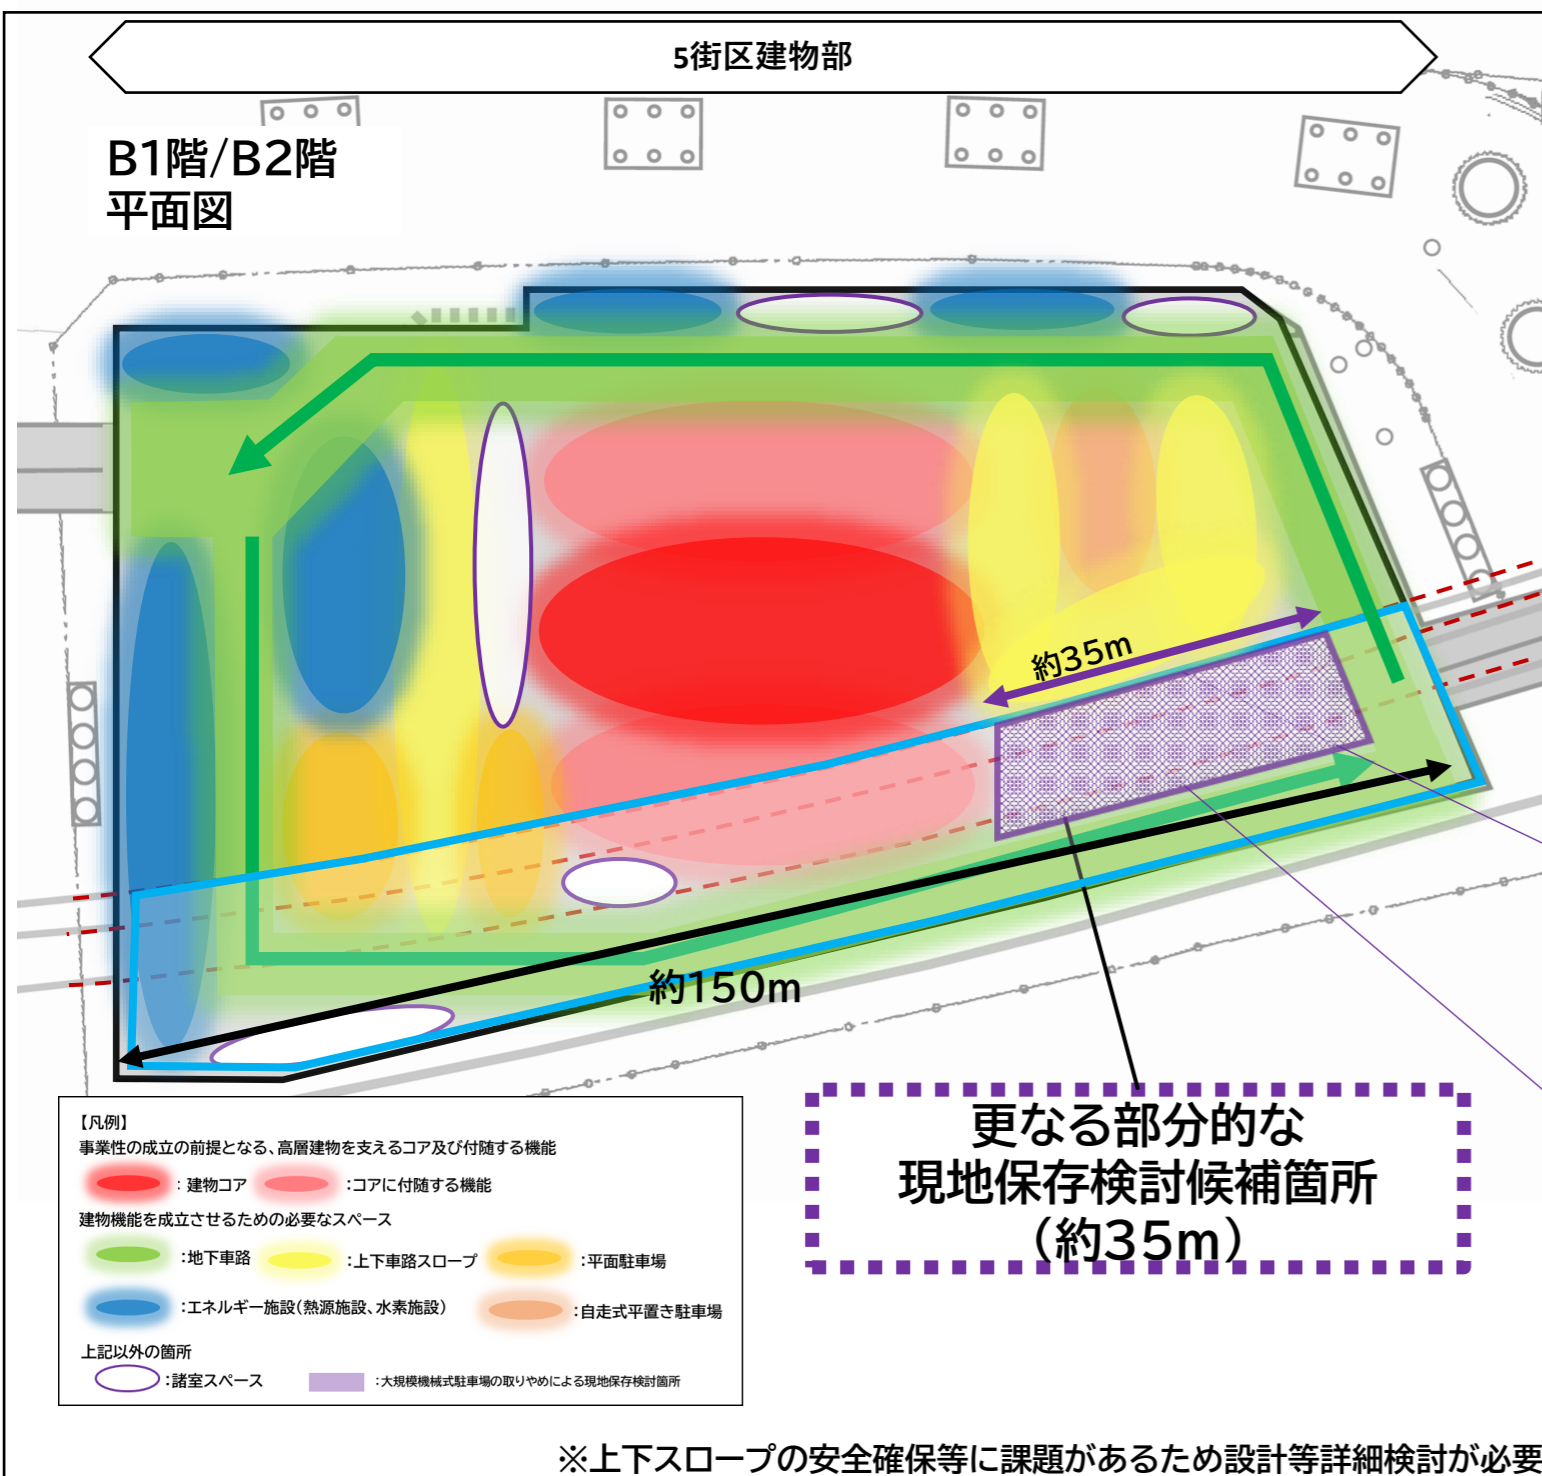 5街区建物部
B1階/B2階
平面図
約35m
約150m
更なる部分的な
現地保存検討候補箇所
(約35m)
【凡例】
事業性の成立の前提となる、高層建物を支えるコア及び付随する機能
：建物コア ：コアに付随する機能
建物機能を成立させるための必要なスペース
：地下車路 ：上下車路スロープ ：平面駐車場
：エネルギー施設(熱源施設、水素施設) ：自走式平置き駐車場
上記以外の箇所
：諸室スペース ：大規模機械式駐車場の取りやめによる現地保存検討箇所
※上下スロープの安全確保等に課題があるため設計等詳細検討が必要